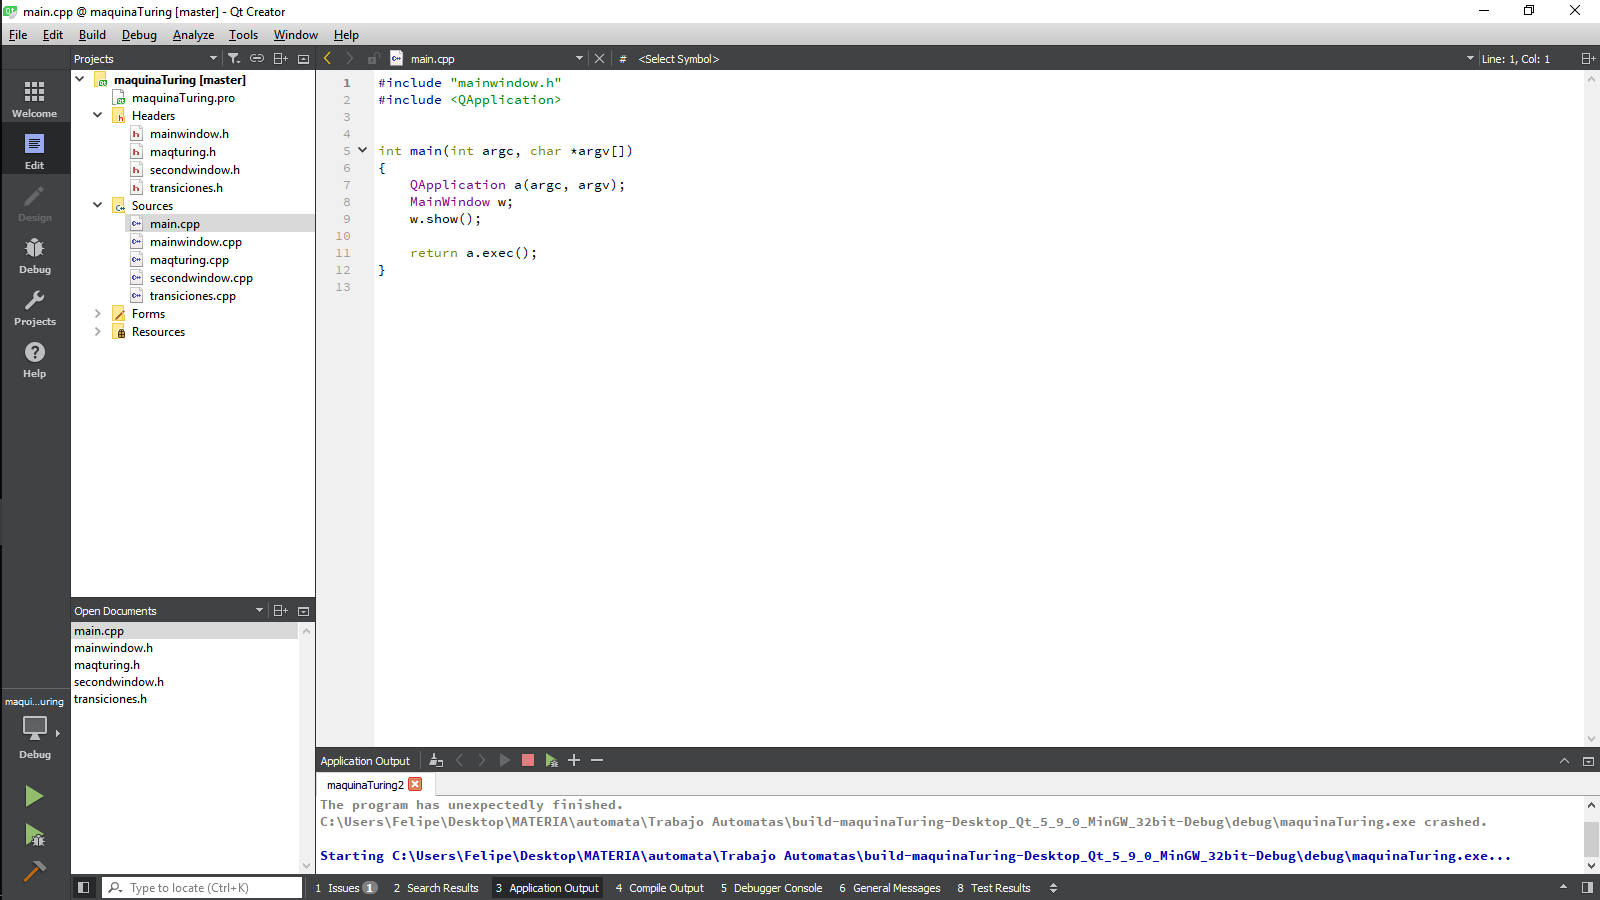 main.cpp @ maquinaTuring [master] - Qt Creator
File Edit Build Debug Analyze Tools Window Help
Projects
main.cpp
# <Select Symbol>
Line: 1, Col: 1
Welcome
Edit
Design
Debug
Projects
Help
maquinaTuring [master]
maquinaTuring.pro
Headers
mainwindow.h
maqturing.h
secondwindow.h
transiciones.h
Sources
main.cpp
mainwindow.cpp
maqturing.cpp
secondwindow.cpp
transiciones.cpp
Forms
Resources
1 #include "mainwindow.h"
2 #include <QApplication>
3
4
5 int main(int argc, char *argv[])
6 {
7 QApplication a(argc, argv);
8 MainWindow w;
9 w.show();
10
11 return a.exec();
12 }
13
Open Documents
main.cpp
mainwindow.h
maqturing.h
secondwindow.h
transiciones.h
maqui...uring
Debug
Application Output
maquinaTuring2
The program has unexpectedly finished.
C:\Users\Felipe\Desktop\MATERIA\automata\Trabajo Automatas\build-maquinaTuring-Desktop_Qt_5_9_0_MinGW_32bit-Debug\debug\maquinaTuring.exe crashed.
Starting C:\Users\Felipe\Desktop\MATERIA\automata\Trabajo Automatas\build-maquinaTuring-Desktop_Qt_5_9_0_MinGW_32bit-Debug\debug\maquinaTuring.exe...
Type to locate (Ctrl+K)
1 Issues 1 2 Search Results 3 Application Output 4 Compile Output 5 Debugger Console 6 General Messages 8 Test Results